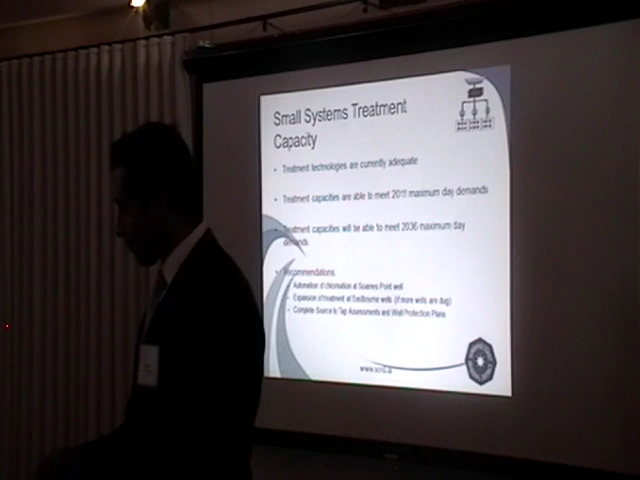 Small Systems Treatment
Capacity
• Treatment technologies are currently adequate
• Treatment capacities are able to meet 2011 maximum day demands
• Treatment capacities will be able to meet 2036 maximum day
demands
• Recommendations
– Automation of chlorination at Soames Point well
– Expansion of treatment at Eastbourne wells (if more wells are dug)
– Complete Source to Tap Assessments and Well Protection Plans
www.scrd.ca